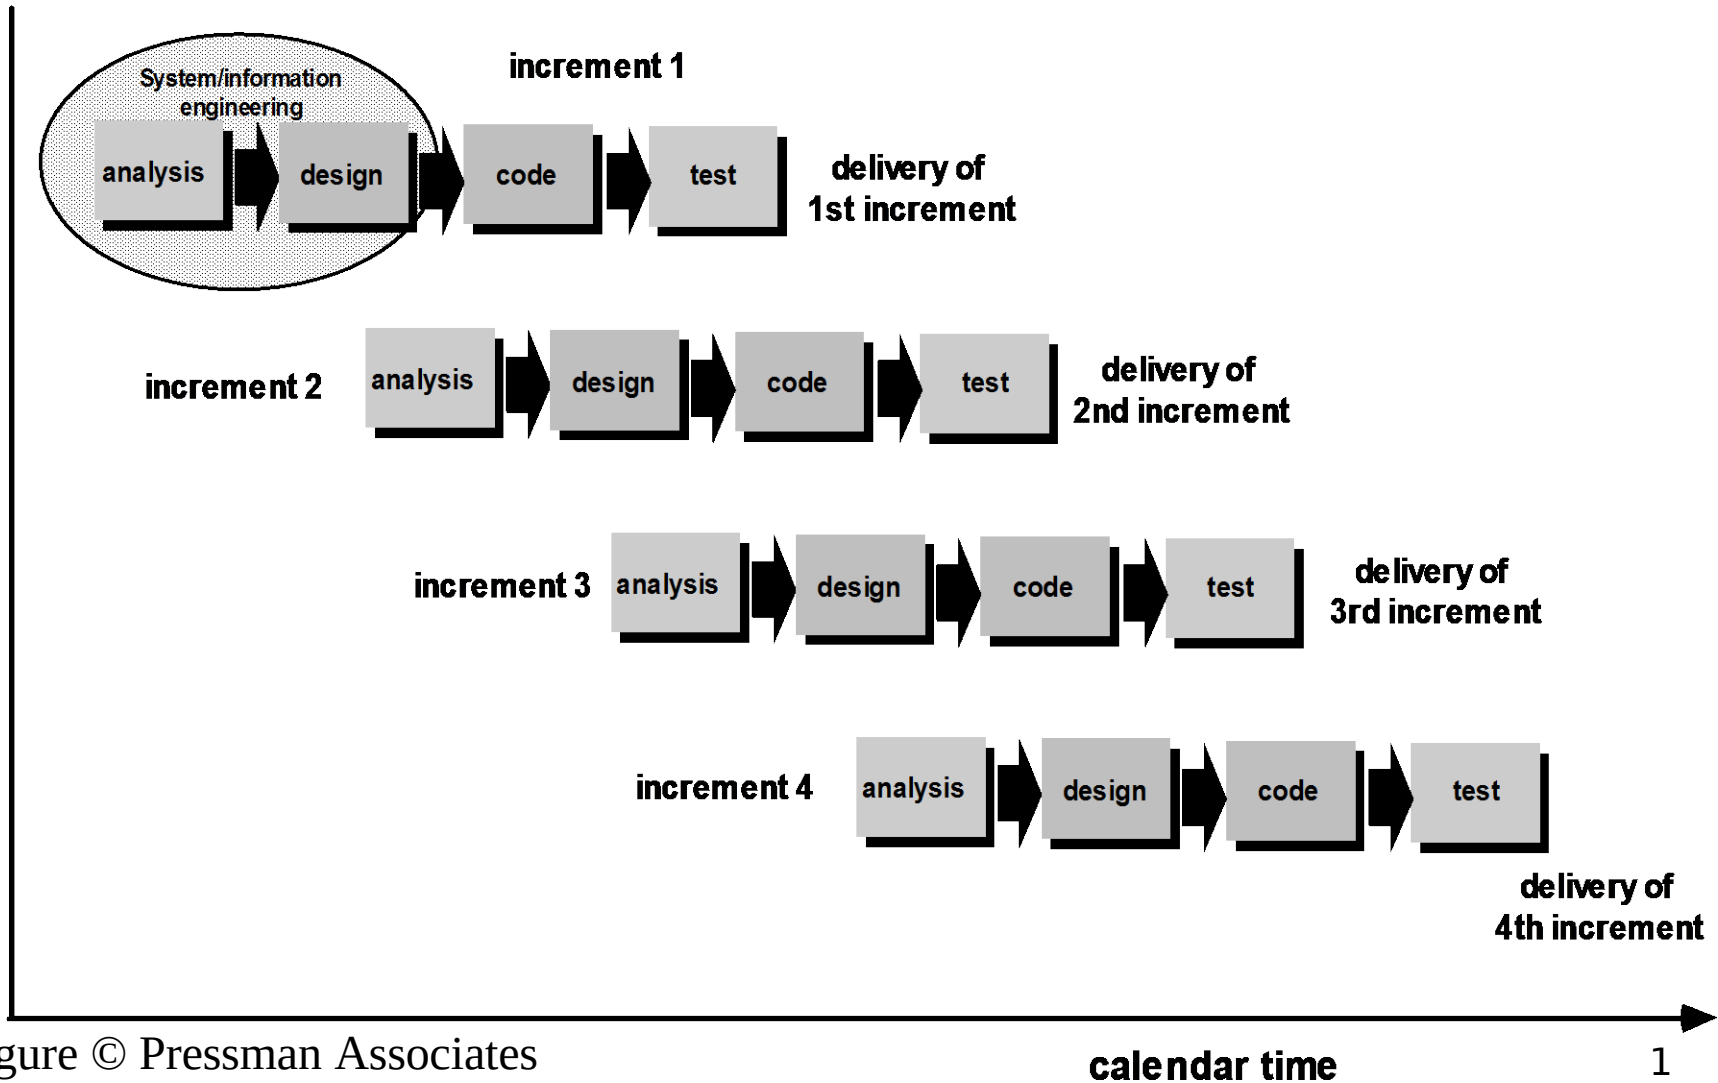 increment 1
System/information
engineering
analysis
design
code
test
delivery of
1st increment
increment 2
analysis
design
code
test
delivery of
2nd increment
increment 3
analysis
design
code
test
delivery of
3rd increment
increment 4
analysis
design
code
test
delivery of
4th increment
gure © Pressman Associates
calendar time
1